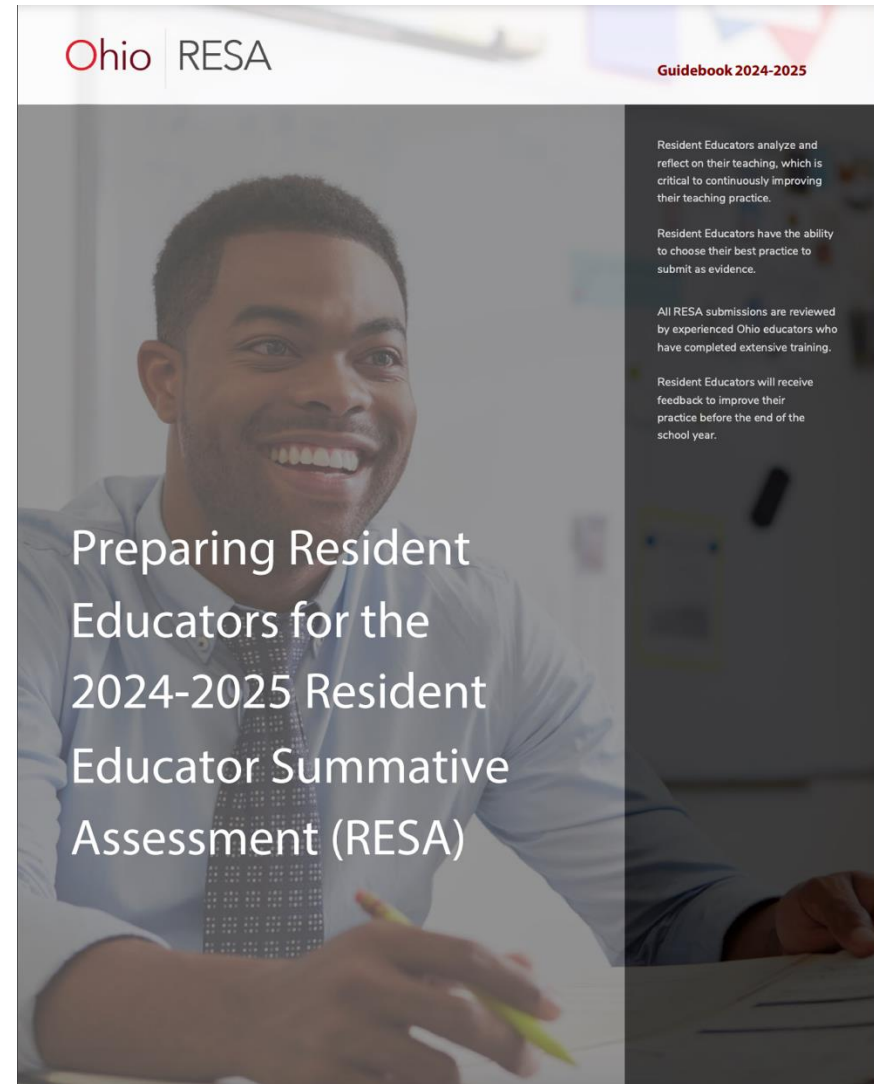 Ohio RESA
Guidebook 2024-2025
Resident Educators analyze and
reflect on their teaching, which is
critical to continuously improving
their teaching practice.
Resident Educators have the ability
to choose their best practice to
submit as evidence.
All RESA submissions are reviewed
by experienced Ohio educators who
have completed extensive training.
Resident Educators will receive
feedback to improve their
practice before the end of the
school year.
Preparing Resident
Educators for the
2024-2025 Resident
Educator Summative
Assessment (RESA)